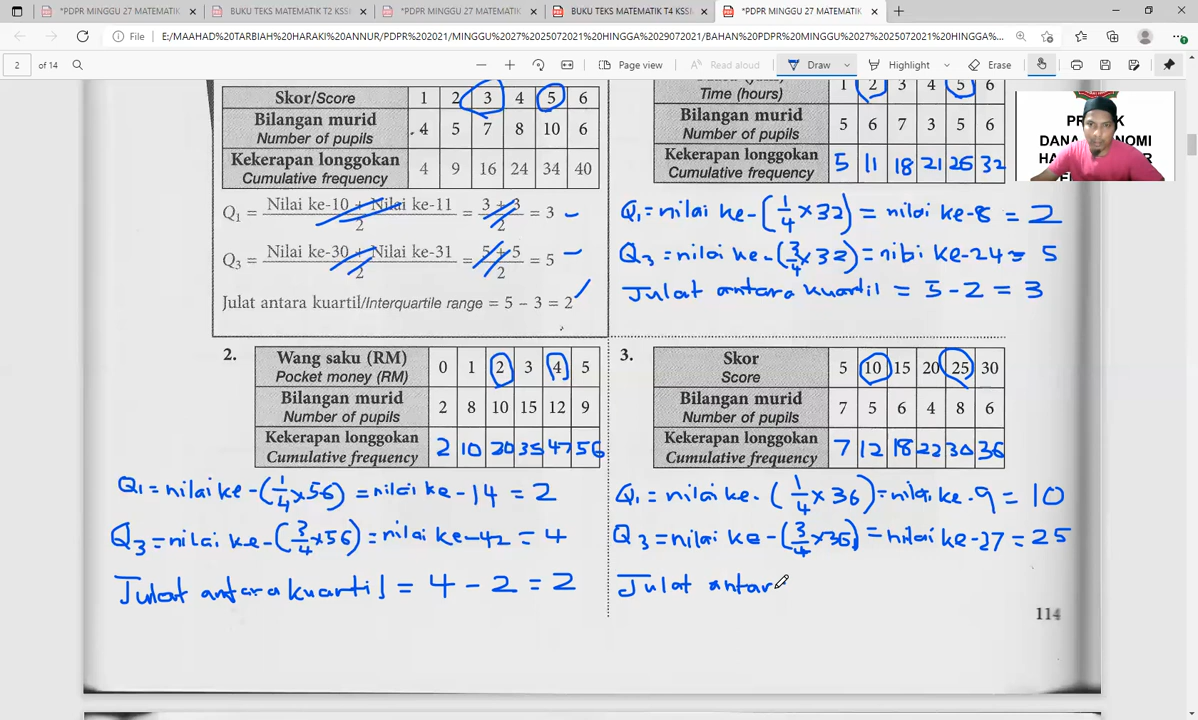 *PDPR MINGGU 27 MATEMATIK
BUKU TEKS MATEMATIK T2 KSSM
*PDPR MINGGU 27 MATEMATIK
BUKU TEKS MATEMATIK T4 KSSM
*PDPR MINGGU 27 MATEMATIK
File
E:/MAAHAD%20TARBIAH%20HARAKI%20ANNUR/PDPR%202021/MINGGU%2027%2025072021%20HINGGA%2029072021/BAHAN%20PDPR%20MINGGU%2027%2025072021%20HINGGA%...
2 of 14
Page view
Read aloud
Draw
Highlight
Erase
Skor/Score 1 2 3 4 5 6
Bilangan murid
Number of pupils 4 5 7 8 10 6
Kekerapan longgokan
Cumulative frequency 4 9 16 24 34 40
Q1 = Nilai ke-10 + Nilai ke-11 / 2 = 3 + 3 / 2 = 3
Q3 = Nilai ke-30 + Nilai ke-31 / 2 = 5 + 5 / 2 = 5
Julat antara kuartil/Interquartile range = 5 – 3 = 2
Time (hours) 1 2 3 4 5 6
Bilangan murid
Number of pupils 5 6 7 3 5 6
Kekerapan longgokan
Cumulative frequency 5 11 18 21 26 32
Q1 = nilai ke-(1/4 × 32) = nilai ke-8 = 2
Q3 = nilai ke-(3/4 × 32) = nilai ke-24 = 5
Julat antara kuartil = 5 - 2 = 3
2.
Wang saku (RM)
Pocket money (RM) 0 1 2 3 4 5
Bilangan murid
Number of pupils 2 8 10 15 12 9
Kekerapan longgokan
Cumulative frequency 2 10 20 35 47 56
Q1 = nilai ke-(1/4 × 56) = nilai ke-14 = 2
Q3 = nilai ke-(3/4 × 56) = nilai ke-42 = 4
Julat antara kuartil = 4 - 2 = 2
3.
Skor
Score 5 10 15 20 25 30
Bilangan murid
Number of pupils 7 5 6 4 8 6
Kekerapan longgokan
Cumulative frequency 7 12 18 22 30 36
Q1 = nilai ke-(1/4 × 36) = nilai ke-9 = 10
Q3 = nilai ke-(3/4 × 36) = nilai ke-27 = 25
Julat antar
114